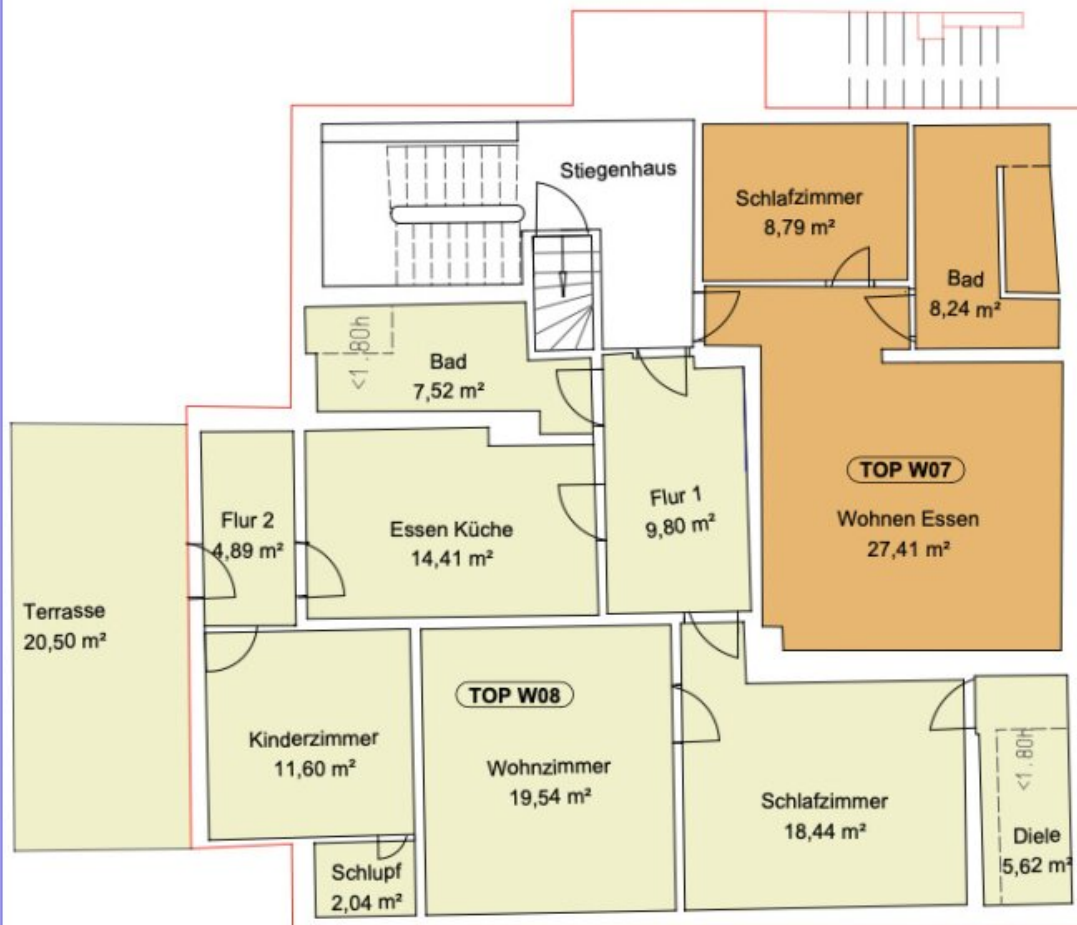 Stiegenhaus
Schlafzimmer
8,79 m²
Bad
8,24 m²
<1.80h
Bad
7,52 m²
TOP W07
Wohnen Essen
27,41 m²
Flur 1
9,80 m²
Essen Küche
14,41 m²
Flur 2
4,89 m²
Terrasse
20,50 m²
TOP W08
Kinderzimmer
11,60 m²
Wohnzimmer
19,54 m²
Schlafzimmer
18,44 m²
<1.80h
Diele
5,62 m²
Schlupf
2,04 m²